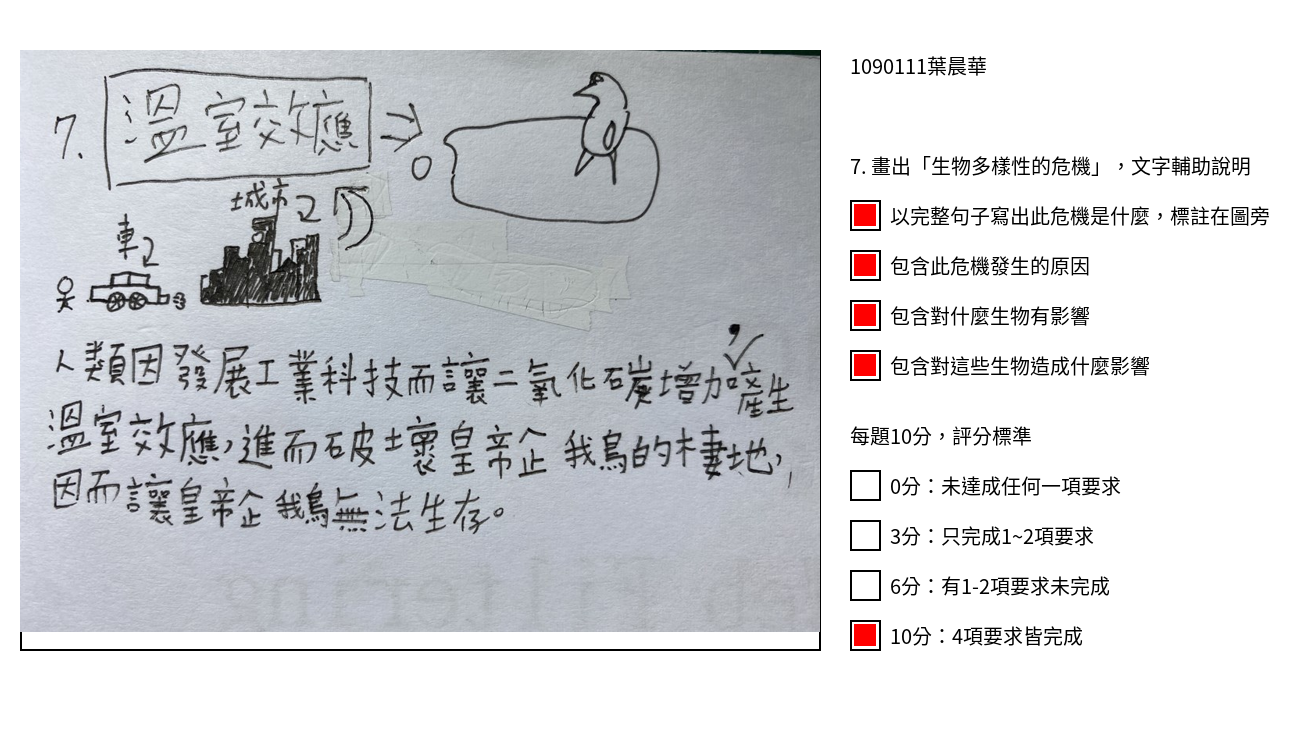 7. 溫室效應
城市
車
人類因發展工業科技而讓二氧化碳增加,產生
溫室效應,進而破壞皇帝企我鳥的棲地,
因而讓皇帝企我鳥無法生存。
1090111葉晨華
7. 畫出「生物多樣性的危機」，文字輔助說明
以完整句子寫出此危機是什麼，標註在圖旁
包含此危機發生的原因
包含對什麼生物有影響
包含對這些生物造成什麼影響
每題10分，評分標準
0分：未達成任何一項要求
3分：只完成1~2項要求
6分：有1-2項要求未完成
10分：4項要求皆完成